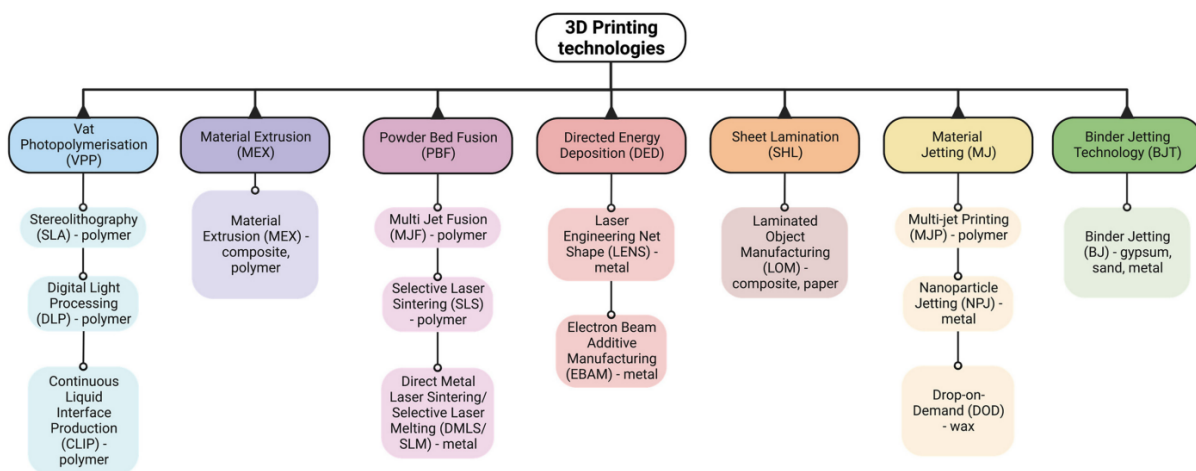 3D Printing
technologies
Vat
Photopolymerisation
(VPP)
Material Extrusion
(MEX)
Powder Bed Fusion
(PBF)
Directed Energy
Deposition (DED)
Sheet Lamination
(SHL)
Material
Jetting (MJ)
Binder Jetting
Technology (BJT)
Stereolithography
(SLA) - polymer
Digital Light
Processing
(DLP) - polymer
Continuous
Liquid
Interface
Production
(CLIP) -
polymer
Material
Extrusion (MEX) -
composite,
polymer
Multi Jet Fusion
(MJF) - polymer
Selective Laser
Sintering (SLS)
- polymer
Direct Metal
Laser Sintering/
Selective Laser
Melting (DMLS/
SLM) - metal
Laser
Engineering Net
Shape (LENS) -
metal
Electron Beam
Additive
Manufacturing
(EBAM) - metal
Laminated
Object
Manufacturing
(LOM) -
composite, paper
Multi-jet Printing
(MJP) - polymer
Nanoparticle
Jetting (NPJ) -
metal
Drop-on-
Demand (DOD)
- wax
Binder Jetting
(BJ) - gypsum,
sand, metal